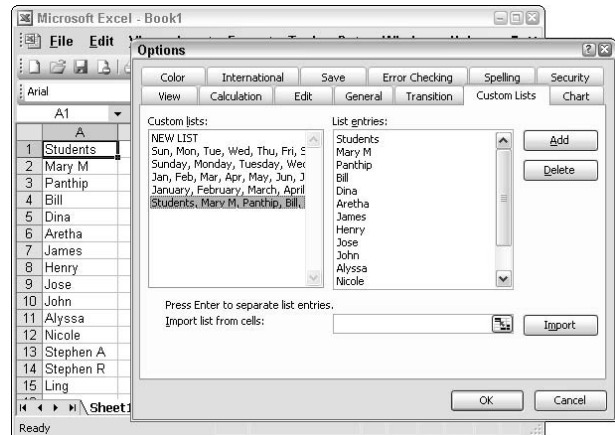 Microsoft Excel - Book1
File Edit
Options
Color International Save Error Checking Spelling Security
View Calculation Edit General Transition Custom Lists Chart
Arial
A1
A
1 Students
2 Mary M
3 Panthip
4 Bill
5 Dina
6 Aretha
7 James
8 Henry
9 Jose
10 John
11 Alyssa
12 Nicole
13 Stephen A
14 Stephen R
15 Ling
Sheet1
Ready
Custom lists:
NEW LIST
Sun, Mon, Tue, Wed, Thu, Fri, S
Sunday, Monday, Tuesday, Wed
Jan, Feb, Mar, Apr, May, Jun, J
January, February, March, April
Students, Mary M, Panthip, Bill,
List entries:
Students
Mary M
Panthip
Bill
Dina
Aretha
James
Henry
Jose
John
Alyssa
Nicole
Add
Delete
Press Enter to separate list entries.
Import list from cells:
Import
OK Cancel